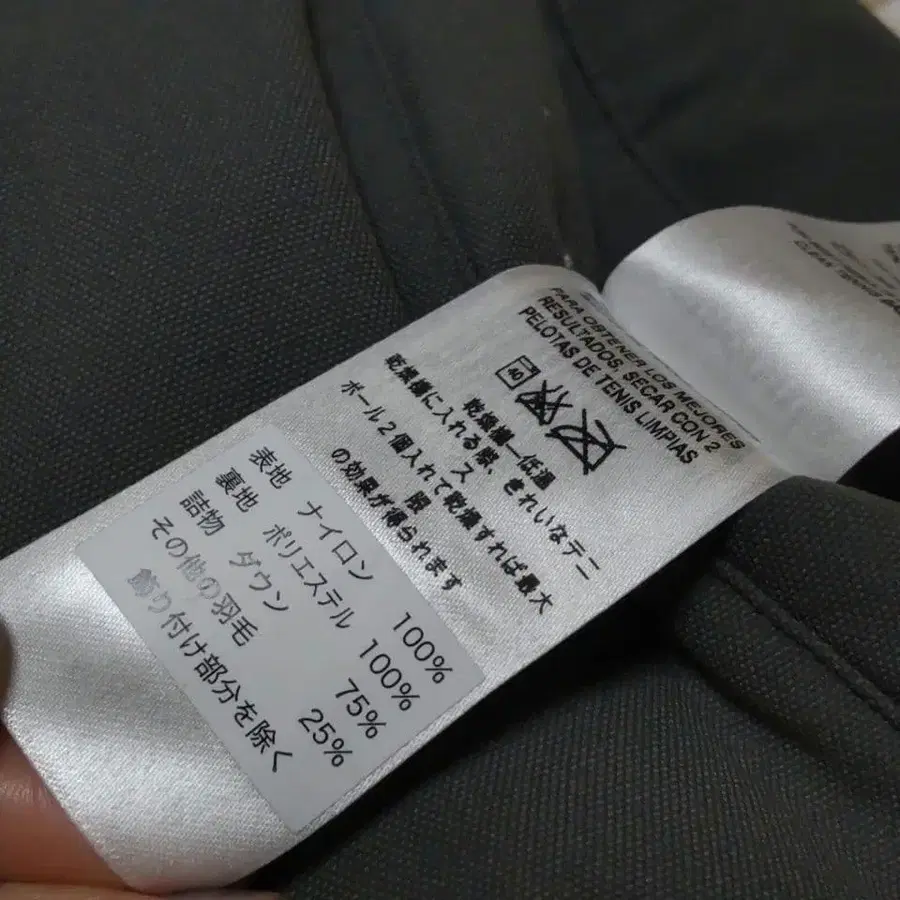 PARA OBTENER LOS MEJORES
RESULTADOS, SECAR CON 2
PELOTAS DE TENIS LIMPIAS
40
乾燥機ー低温
乾燥機に入れる際、きれいなテニ
ス
ボール2個入れて乾燥すれば最大
限
の効果が得られます
表地 ナイロン 100%
裏地 ポリエステル 100%
詰物 ダウン 75%
その他の羽毛 25%
飾り付け部分を除く
CLEAN TENNIS